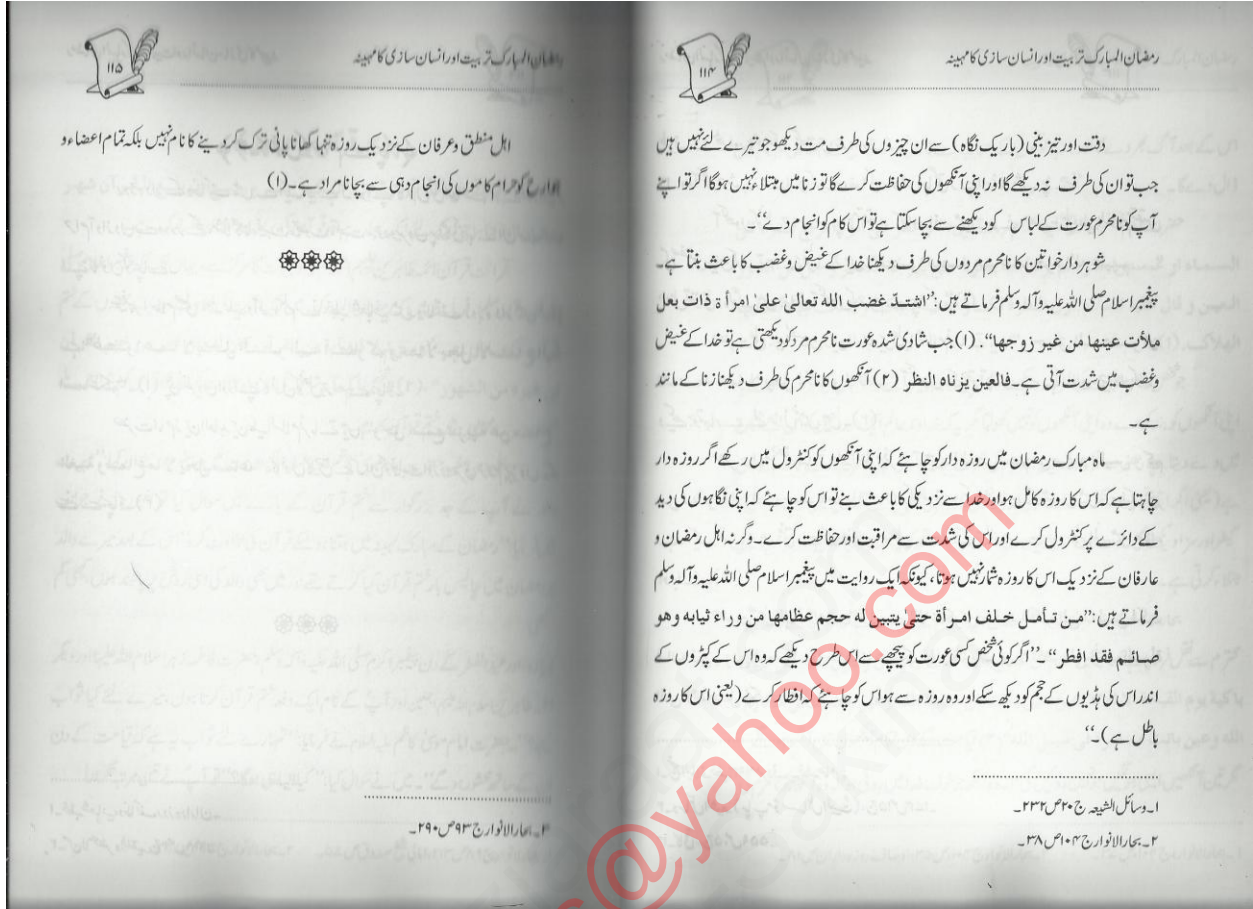 رمضان المبارک تربیت اور انسان سازی کا مہینہ
۱۱۴
دقت اور تیز بینی (باریک نگاہ) سے ان چیزوں کی طرف مت دیکھو جو تیرے لئے نہیں ہیں
جب تو ان کی طرف نہ دیکھے گا اور اپنی آنکھوں کی حفاظت کرے گا تو زنا میں مبتلاء نہیں ہوگا اگر تو اپنے
آپ کو نامحرم عورت کے لباس کو دیکھنے سے بچا سکتا ہے تو اس کام کو انجام دے“۔
شوہر دار خواتین کا نامحرم مردوں کی طرف دیکھنا خدا کے غیض و غضب کا باعث بنتا ہے۔
پیغمبر اسلام صلی اللہ علیہ وآلہ وسلم فرماتے ہیں: ”اشتدّ غضب الله تعالیٰ علیٰ امرأة ذات بعل
ملأت عینها من غیر زوجها“. (۱) جب شادی شدہ عورت نامحرم مرد کو دیکھتی ہے تو خدا کے غیض
وغضب میں شدت آتی ہے۔ فالعین یزناه النظر (۲) آنکھوں کا نامحرم کی طرف دیکھنا زنا کے مانند
ہے۔
ماہ مبارک رمضان میں روزہ دار کو چاہئے کہ اپنی آنکھوں کو کنٹرول میں رکھے اگر روزہ دار
چاہتا ہے کہ اس کا روزہ کامل ہو اور خدا سے نزدیکی کا باعث بنے تو اس کو چاہئے کہ اپنی نگاہوں کی دید
کے دائرے پر کنٹرول کرے اور اس کی شدت سے مراقبت اور حفاظت کرے۔ وگرنہ اہل رمضان و
عارفان کے نزدیک اس کا روزہ شمار نہیں ہوتا، کیونکہ ایک روایت میں پیغمبر اسلام صلی اللہ علیہ وآلہ وسلم
فرماتے ہیں: ”من تأمل خلف امرأة حتیٰ یتبین له حجم عظامها من وراء ثیابه وهو
صائم فقد افطر“۔ ”اگر کوئی شخص کسی عورت کو پیچھے سے اس طرح دیکھے کہ وہ اس کے کپڑوں کے
اندر اس کی ہڈیوں کے حجم کو دیکھ سکے اور وہ روزہ سے ہو اس کو چاہئے کہ افطار کرے (یعنی اس کا روزہ
باطل ہے)۔“
۱۔ وسائل الشیعہ ج ۲۰ ص ۲۳۲۔
۲۔ بحار الانوار ج ۱۰۴ ص ۳۸۔
رمضان المبارک تربیت اور انسان سازی کا مہینہ
۱۱۵
اہل منطق و عرفان کے نزدیک روزہ تنہا کھانا پانی ترک کر دینے کا نام نہیں بلکہ تمام اعضاء و
جوارح کو حرام کاموں کی انجام دہی سے بچانا مراد ہے۔ (۱)
۳۔ بحار الانوار ج ۹۳ ص ۲۹۰۔
@yahoo.com